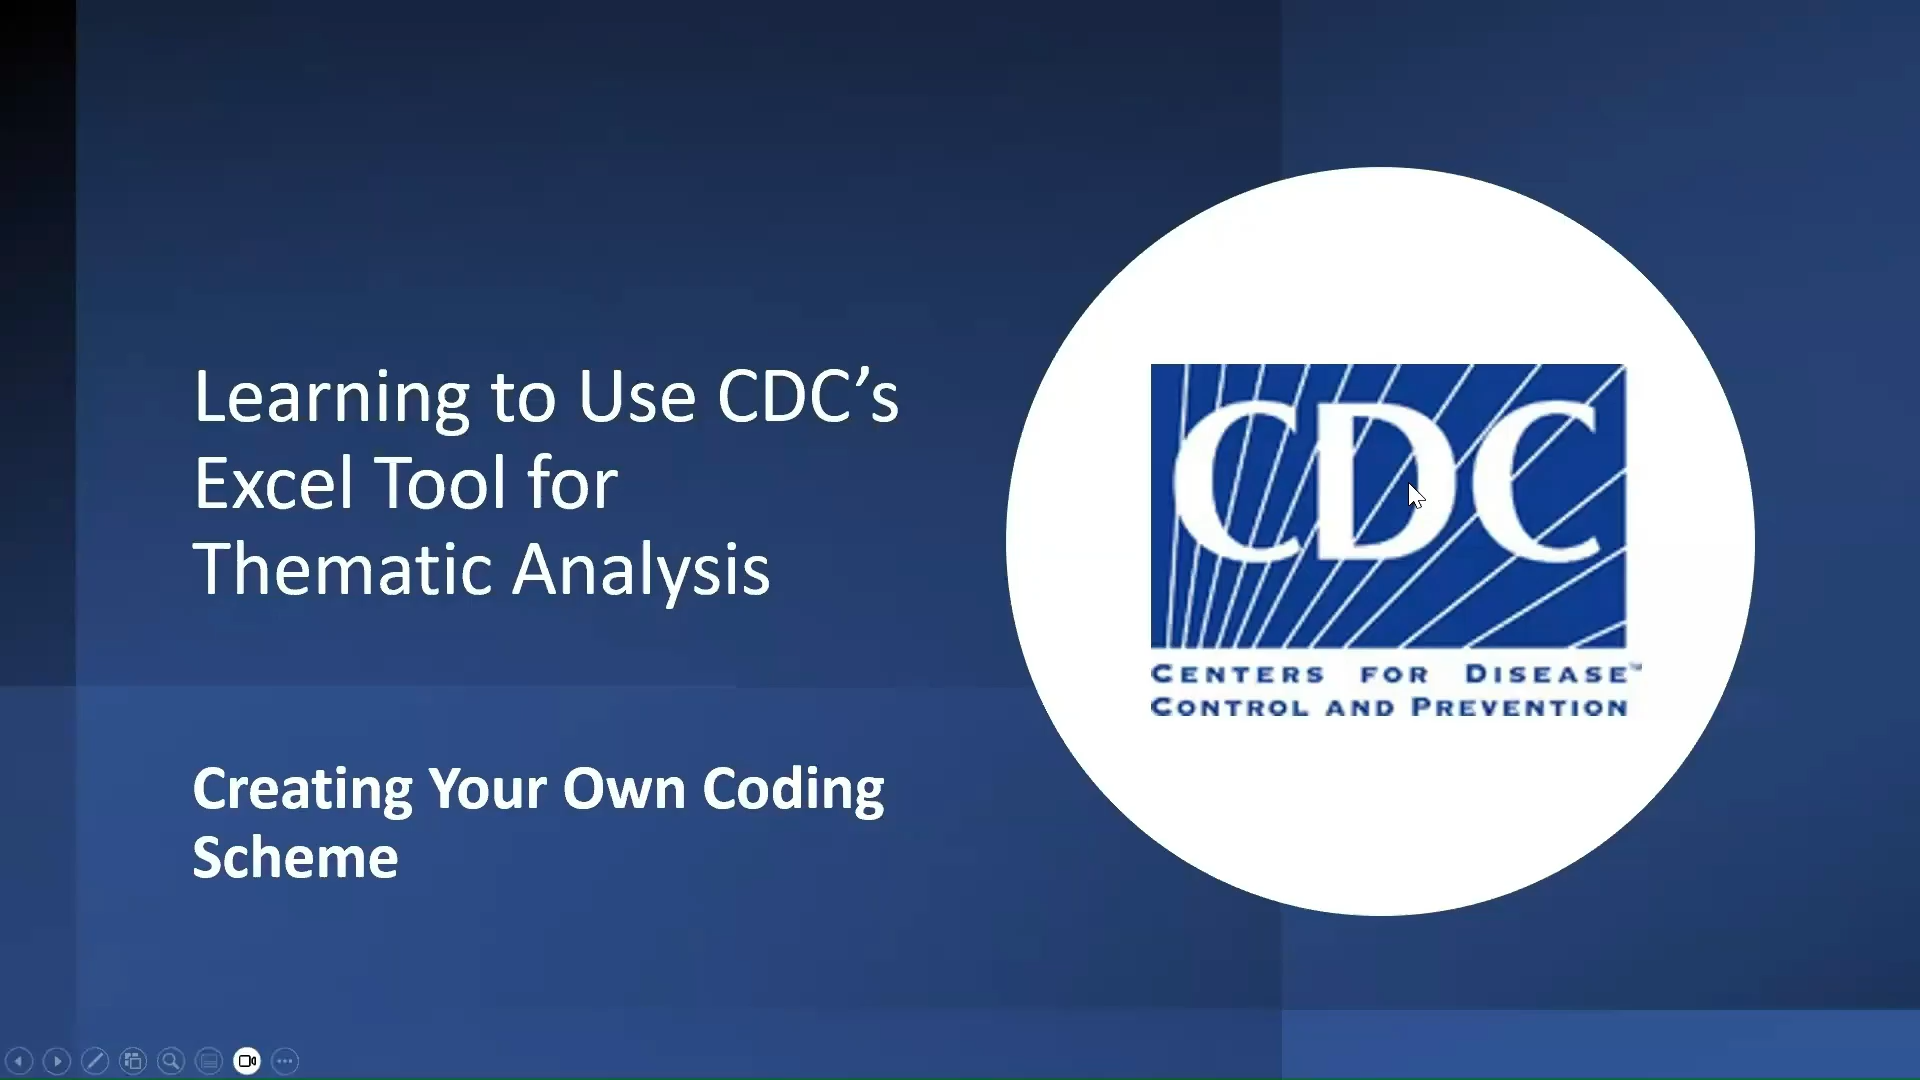 Learning to Use CDC’s
Excel Tool for
Thematic Analysis
Creating Your Own Coding
Scheme
CDC
CENTERS FOR DISEASE™
CONTROL AND PREVENTION